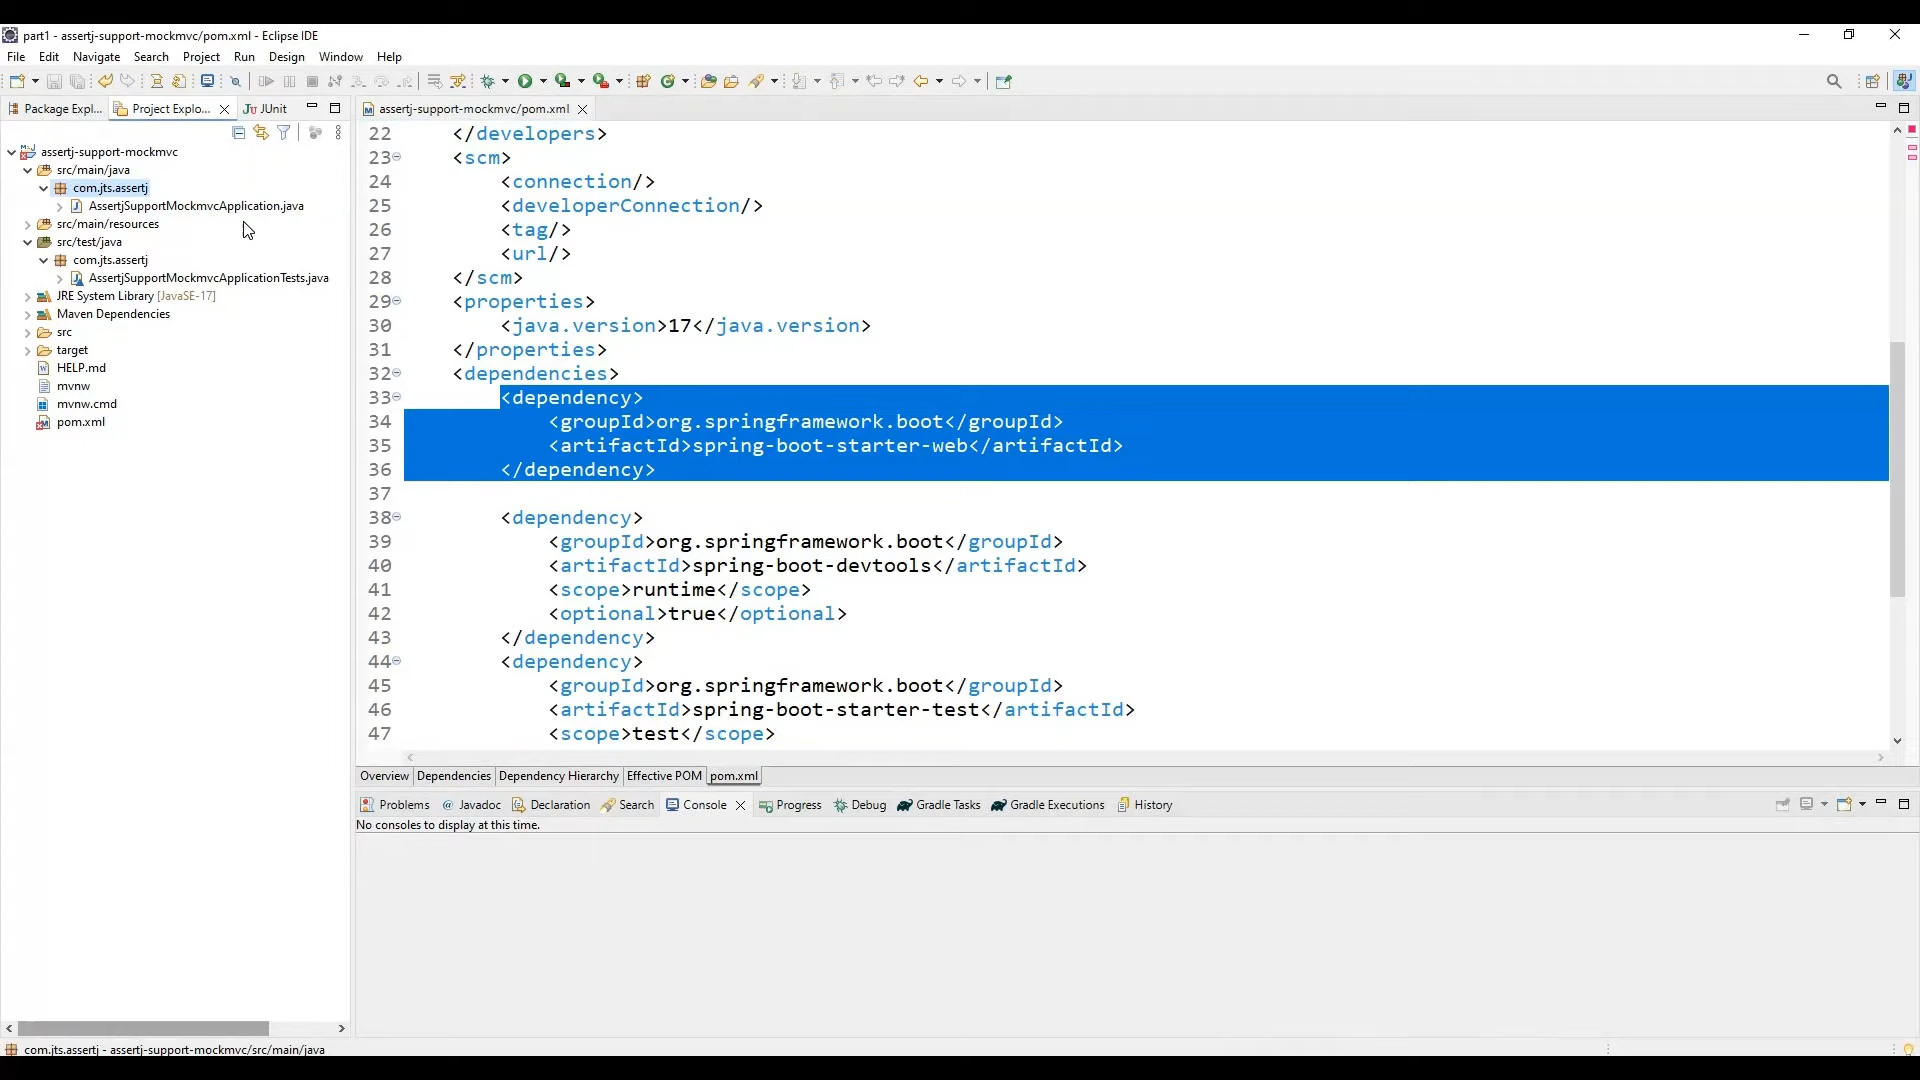 part1 - assertj-support-mockmvc/pom.xml - Eclipse IDE
File Edit Navigate Search Project Run Design Window Help
Package Expl... Project Explo... JUnit
assertj-support-mockmvc
src/main/java
com.jts.assertj
AssertjSupportMockmvcApplication.java
src/main/resources
src/test/java
com.jts.assertj
AssertjSupportMockmvcApplicationTests.java
JRE System Library [JavaSE-17]
Maven Dependencies
src
target
HELP.md
mvnw
mvnw.cmd
pom.xml
assertj-support-mockmvc/pom.xml
22 </developers>
23 <scm>
24 <connection/>
25 <developerConnection/>
26 <tag/>
27 <url/>
28 </scm>
29 <properties>
30 <java.version>17</java.version>
31 </properties>
32 <dependencies>
33 <dependency>
34 <groupId>org.springframework.boot</groupId>
35 <artifactId>spring-boot-starter-web</artifactId>
36 </dependency>
37
38 <dependency>
39 <groupId>org.springframework.boot</groupId>
40 <artifactId>spring-boot-devtools</artifactId>
41 <scope>runtime</scope>
42 <optional>true</optional>
43 </dependency>
44 <dependency>
45 <groupId>org.springframework.boot</groupId>
46 <artifactId>spring-boot-starter-test</artifactId>
47 <scope>test</scope>
Overview Dependencies Dependency Hierarchy Effective POM pom.xml
Problems Javadoc Declaration Search Console Progress Debug Gradle Tasks Gradle Executions History
No consoles to display at this time.
com.jts.assertj - assertj-support-mockmvc/src/main/java